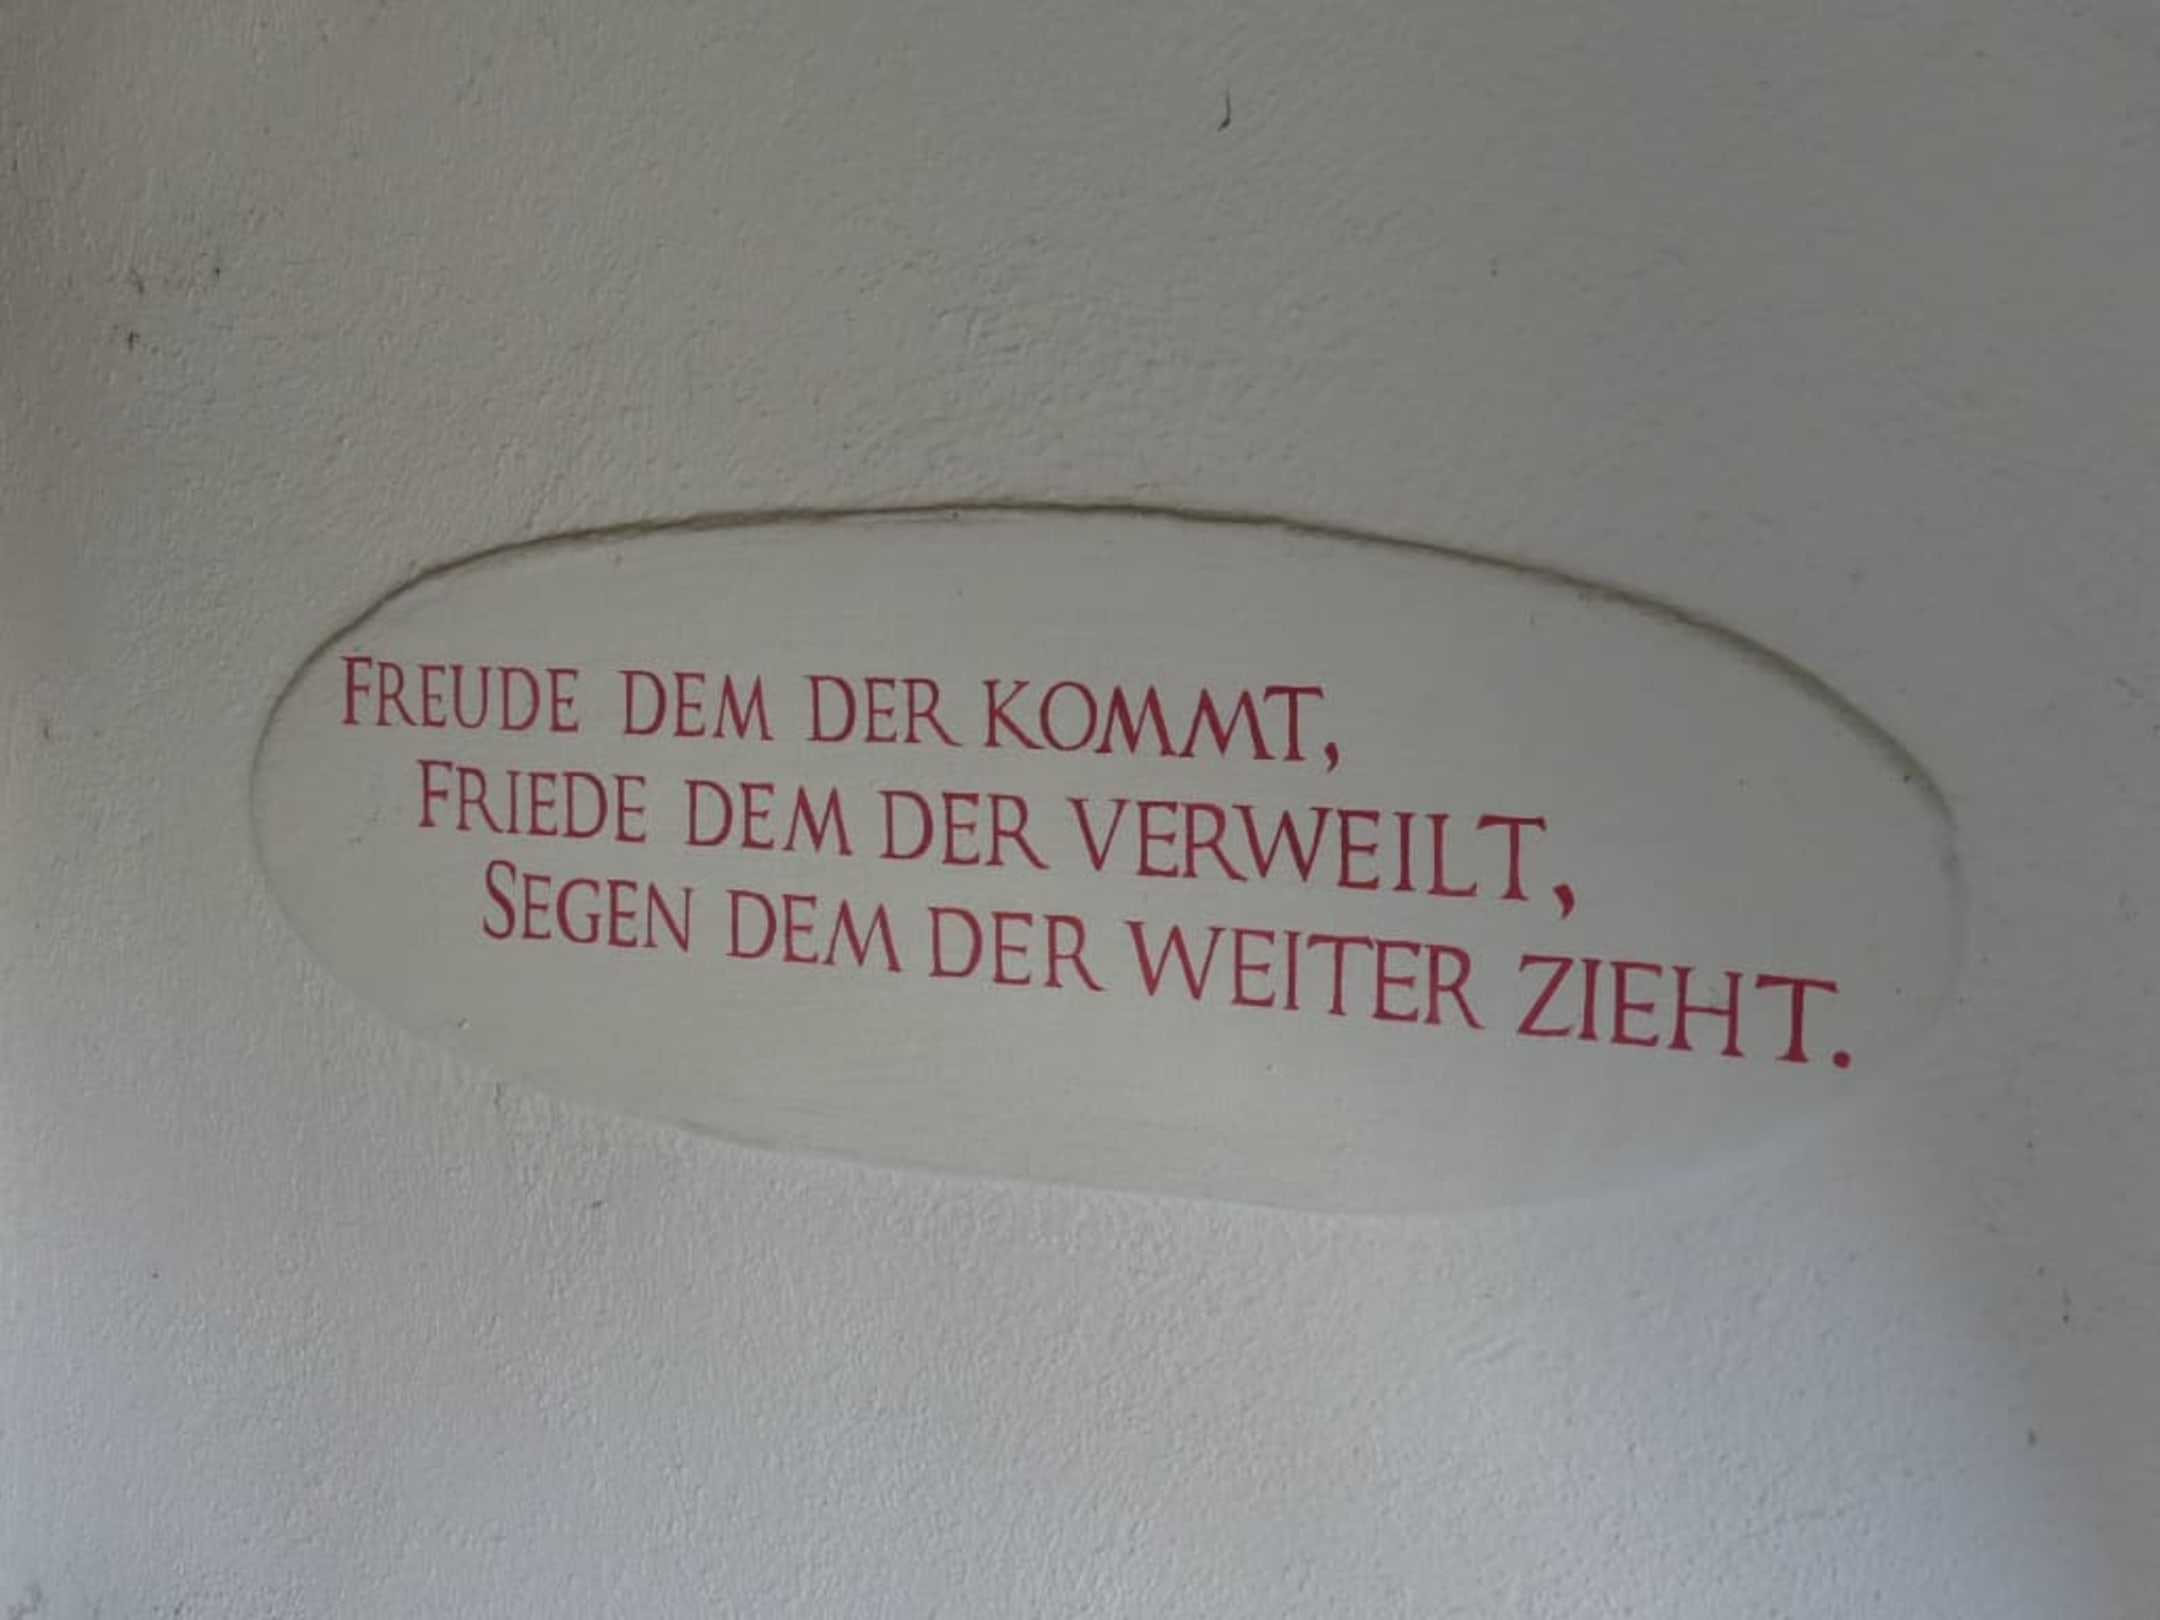 FREUDE DEM DER KOMMT,
FRIEDE DEM DER VERWEILT,
SEGEN DEM DER WEITER ZIEHT.